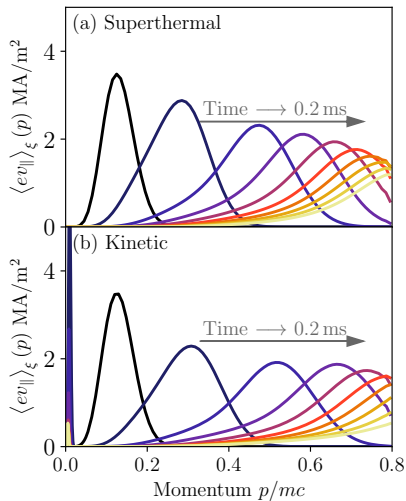 (a) Superthermal
Time ⟶ 0.2 ms
⟨ev∥⟩ξ (p) MA/m²
4
2
0
(b) Kinetic
Time ⟶ 0.2 ms
⟨ev∥⟩ξ (p) MA/m²
4
2
0
0.0 0.2 0.4 0.6 0.8
Momentum p/mc